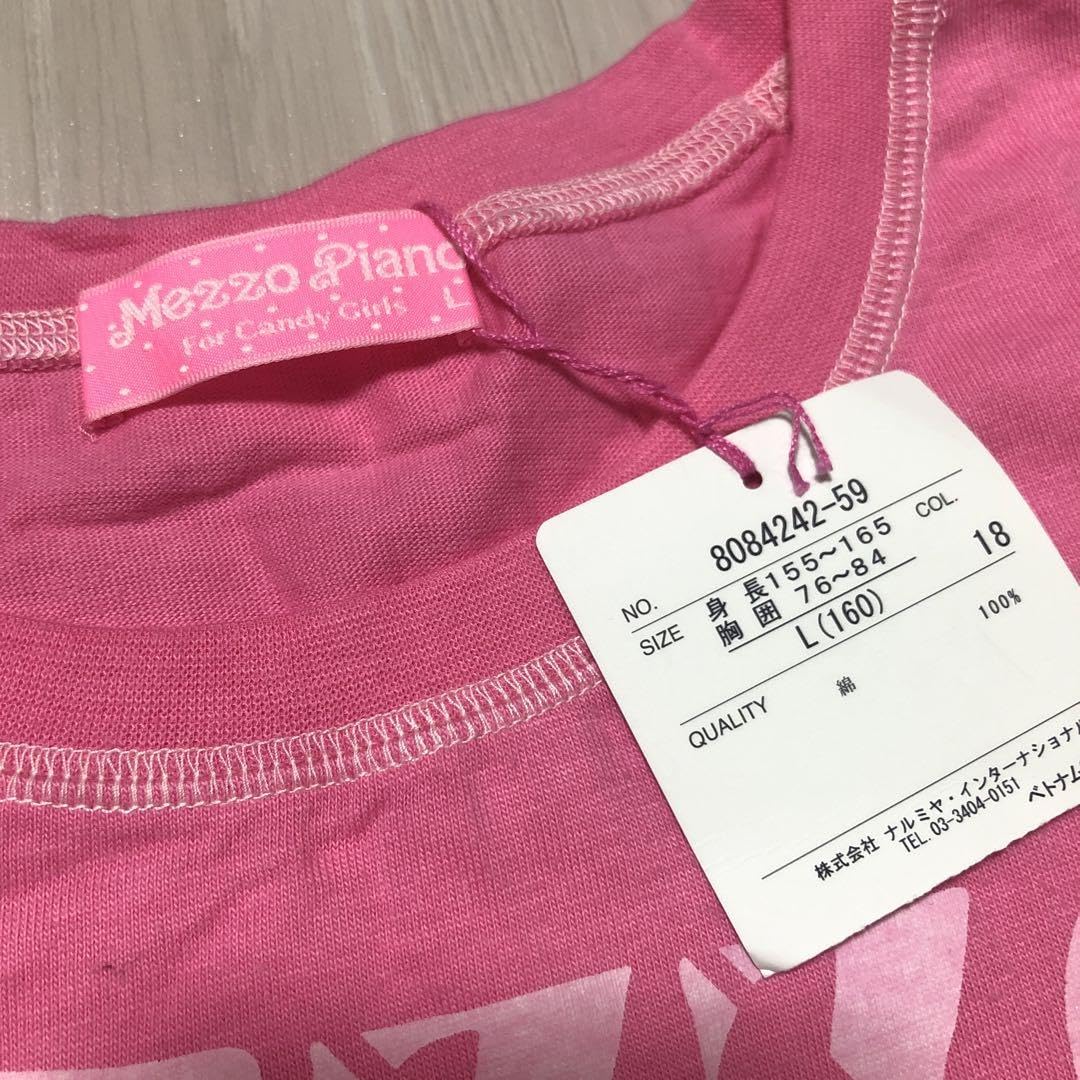 Mezzo Piano
For Candy Girls L
NO. 8084242-59 COL.
SIZE 身長155~165 18
胸囲 76~84
L(160)
QUALITY 綿 100%
株式会社 ナルミヤ・インターナショナル
TEL. 03-3404-0151 ベトナム